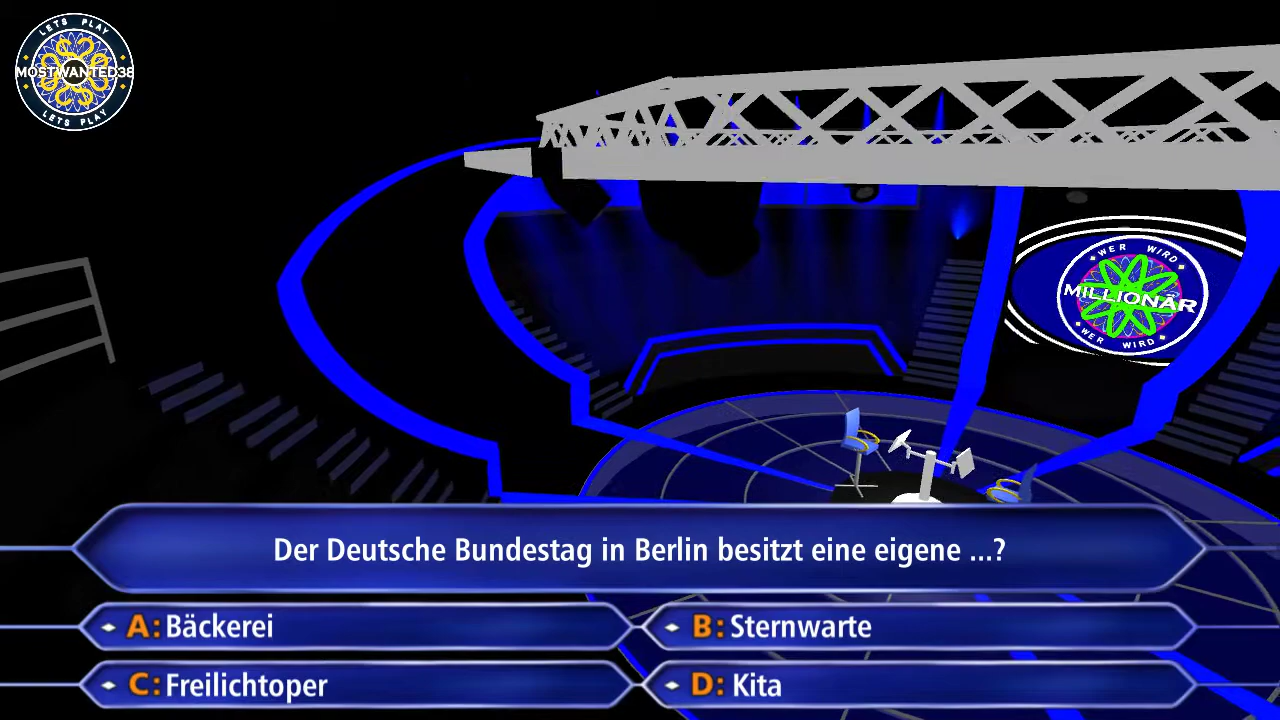 LETS PLAY
MOSTWANTED38
LETS PLAY
WER WIRD
MILLIONÄR
WER WIRD
Der Deutsche Bundestag in Berlin besitzt eine eigene ...?
A: Bäckerei
B: Sternwarte
C: Freilichtoper
D: Kita